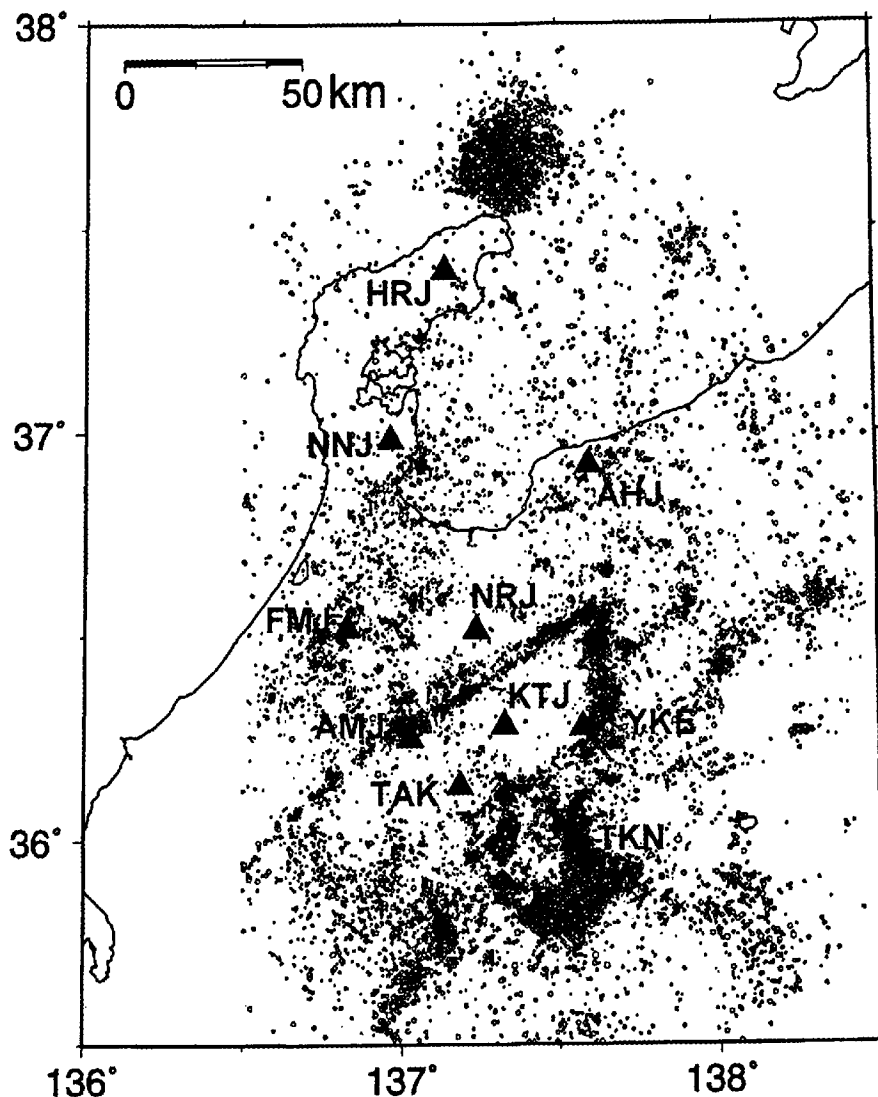 38°
0 50 km
HRJ
37°
NNJ
AHJ
NRJ
FMJ
KTJ
AMJ
YKE
TAK
36°
TKN
136° 137° 138°